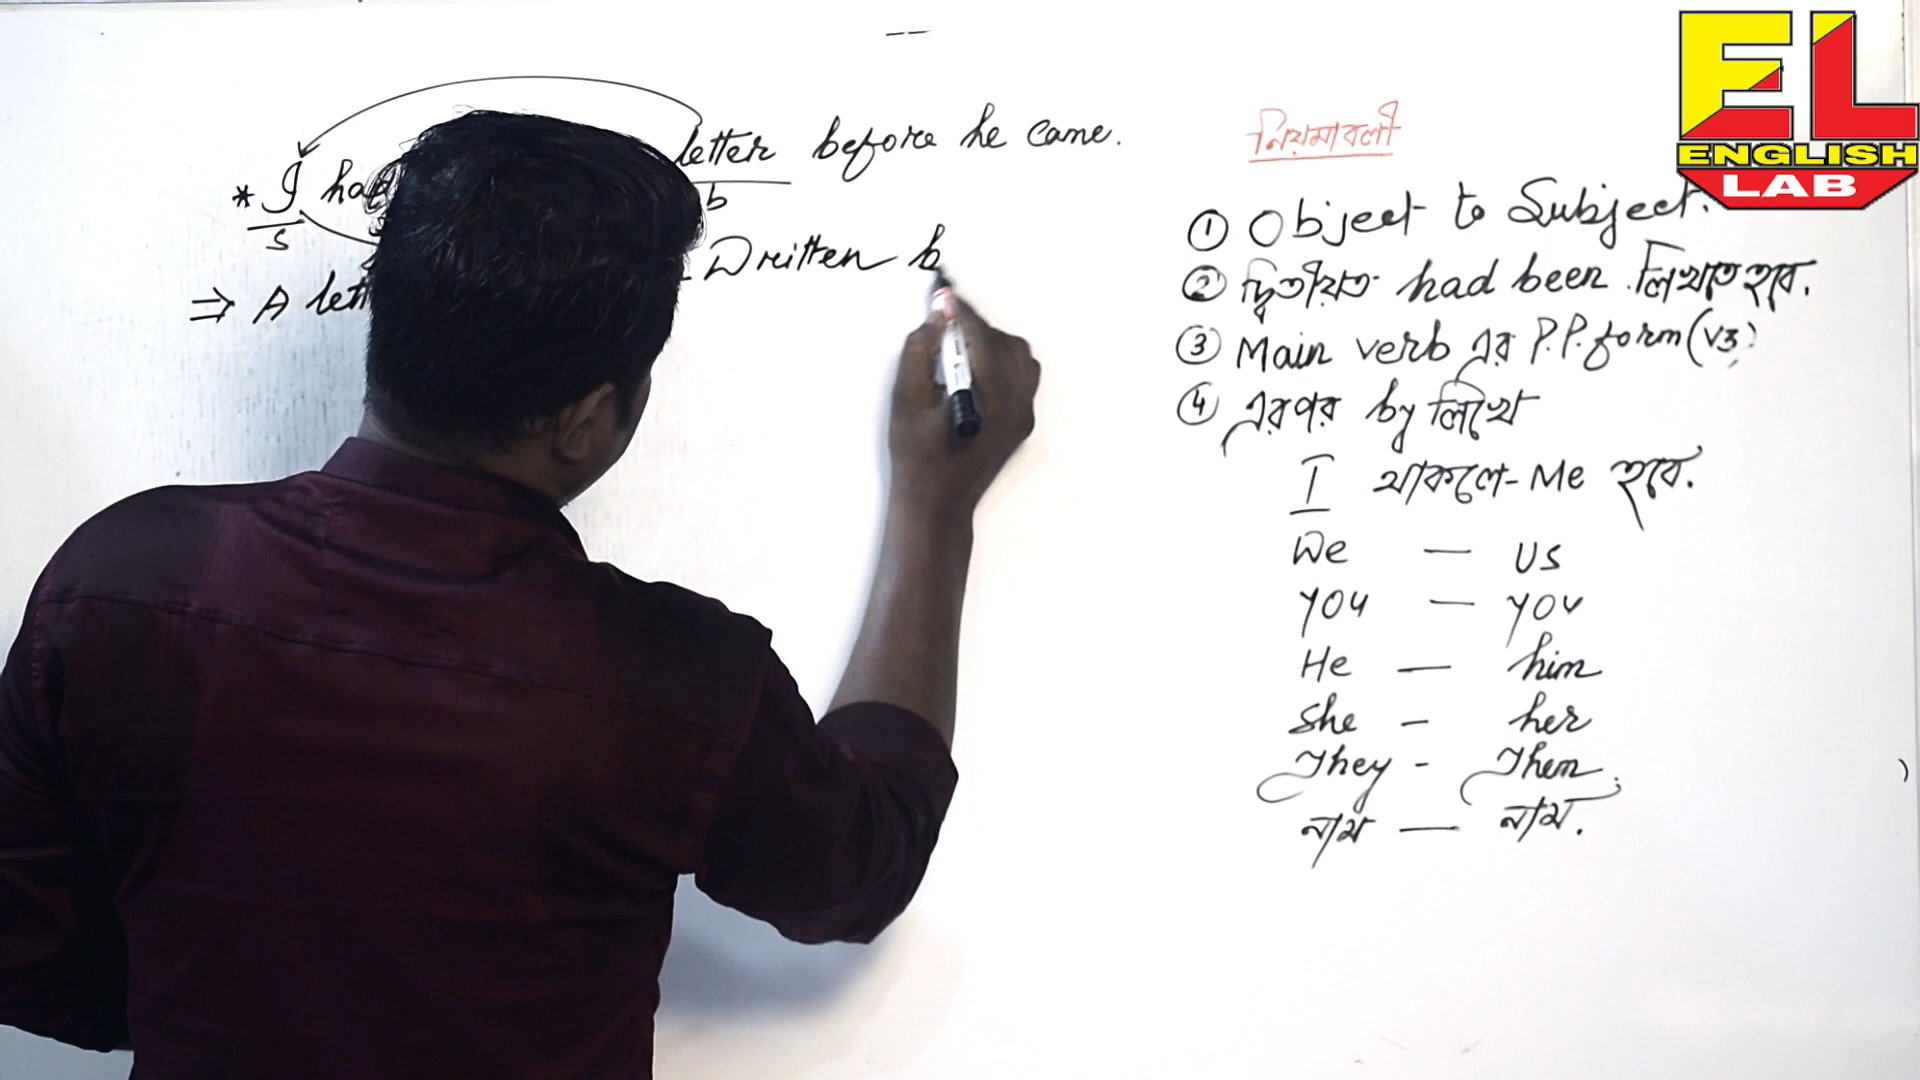 * I had letter before he came.
S b
⇒ A lett Written b
নিয়মাবলী
① Object to Subject.
② দ্বিতীয়ত had been লিখতে হবে.
③ Main verb এর P.P. form (v3)
④ এরপর by লিখে
I থাকলে - Me হবে.
We — us
you — you
He — him
She - her
They - Them
নাম — নাম.
EL
ENGLISH
LAB